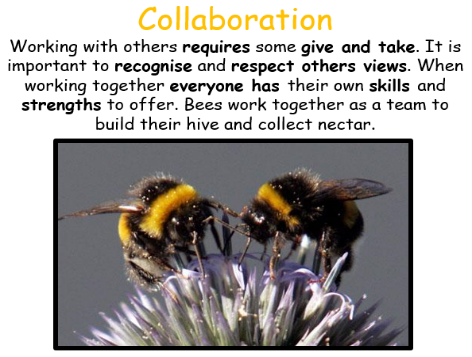 Collaboration
Working with others requires some give and take. It is
important to recognise and respect others views. When
working together everyone has their own skills and
strengths to offer. Bees work together as a team to
build their hive and collect nectar.